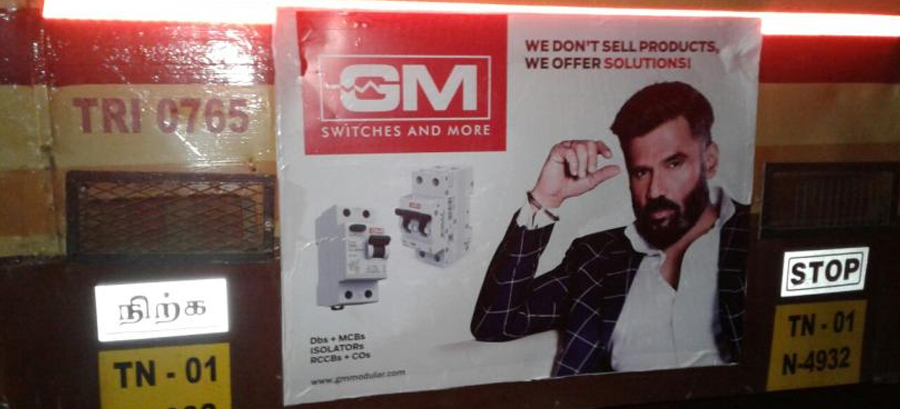 TRI 0765
GM
SWITCHES AND MORE
WE DON'T SELL PRODUCTS,
WE OFFER SOLUTIONS!
Dbs + MCBs
ISOLATORs
RCCBs + COs
www.gmmodular.com
நிற்க
TN - 01
STOP
TN - 01
N-4932